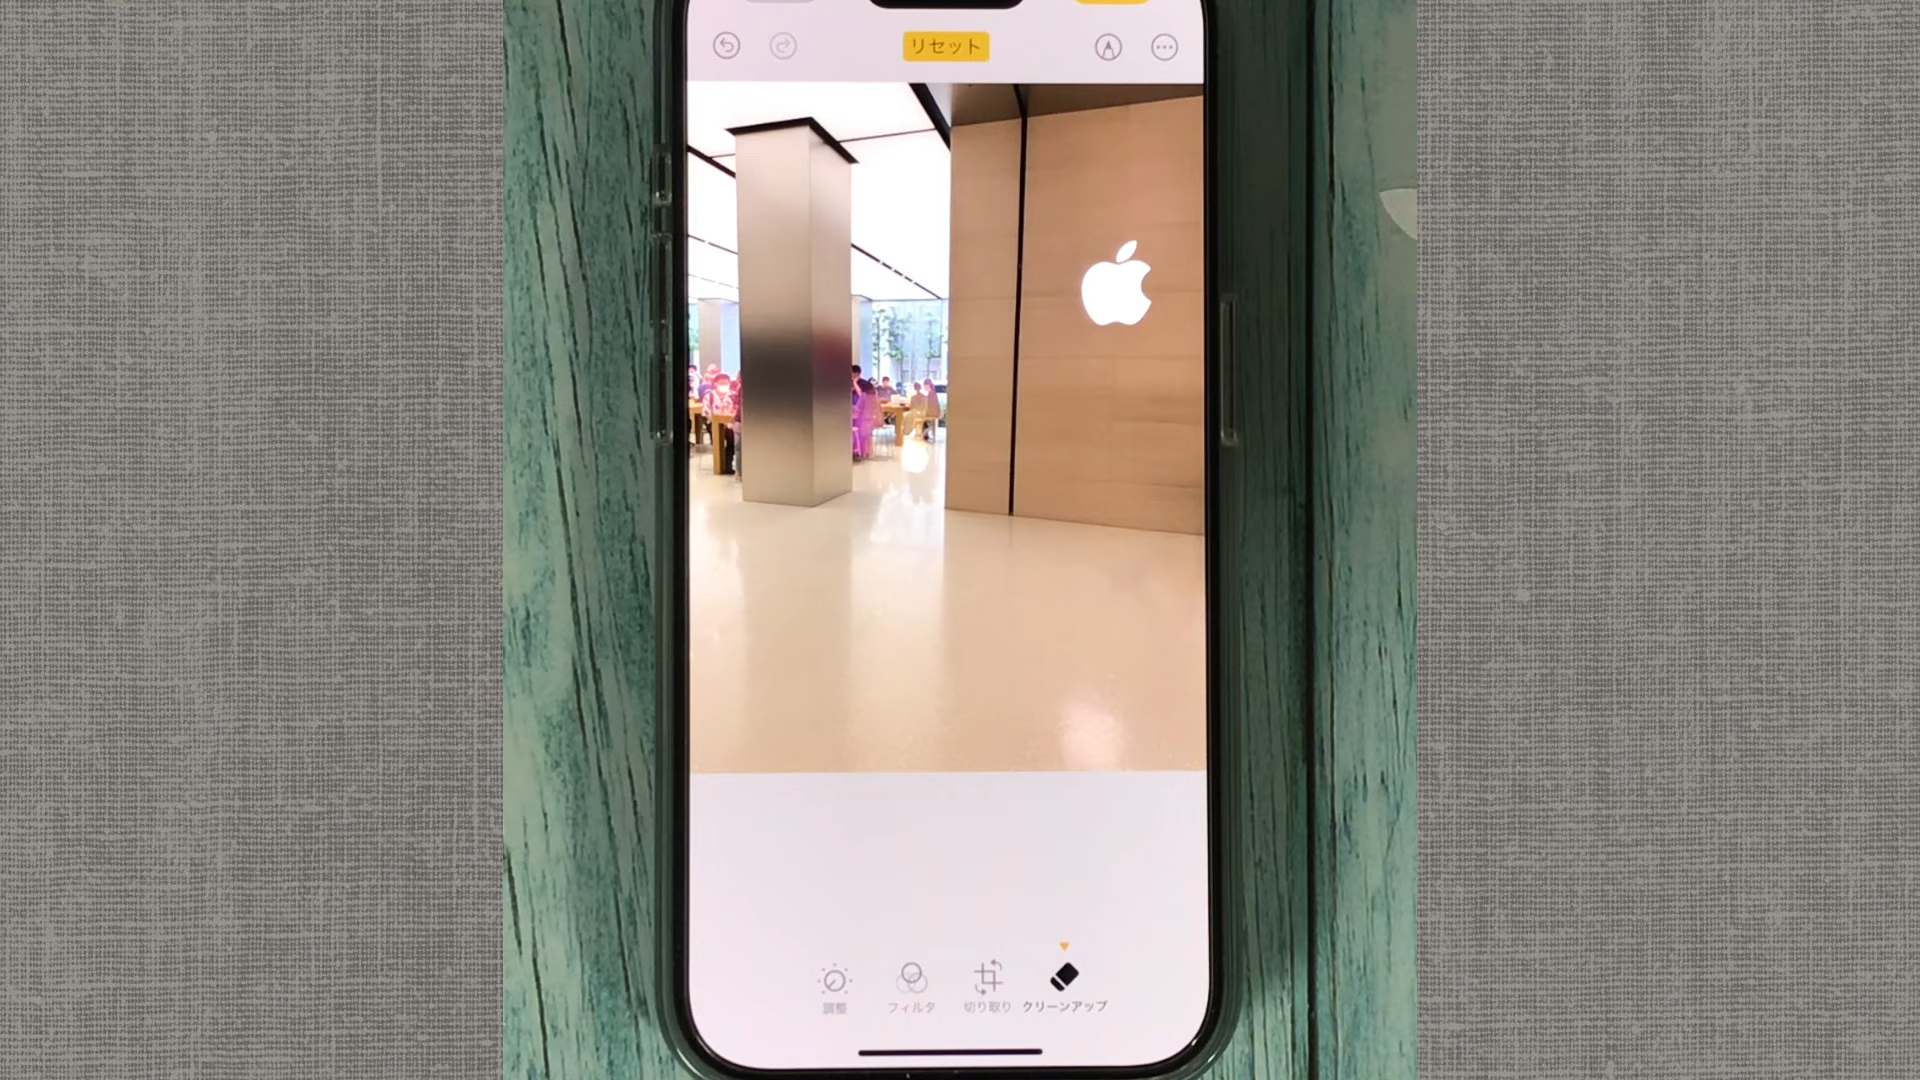 リセット
調整
フィルタ
切り取り
クリーンアップ